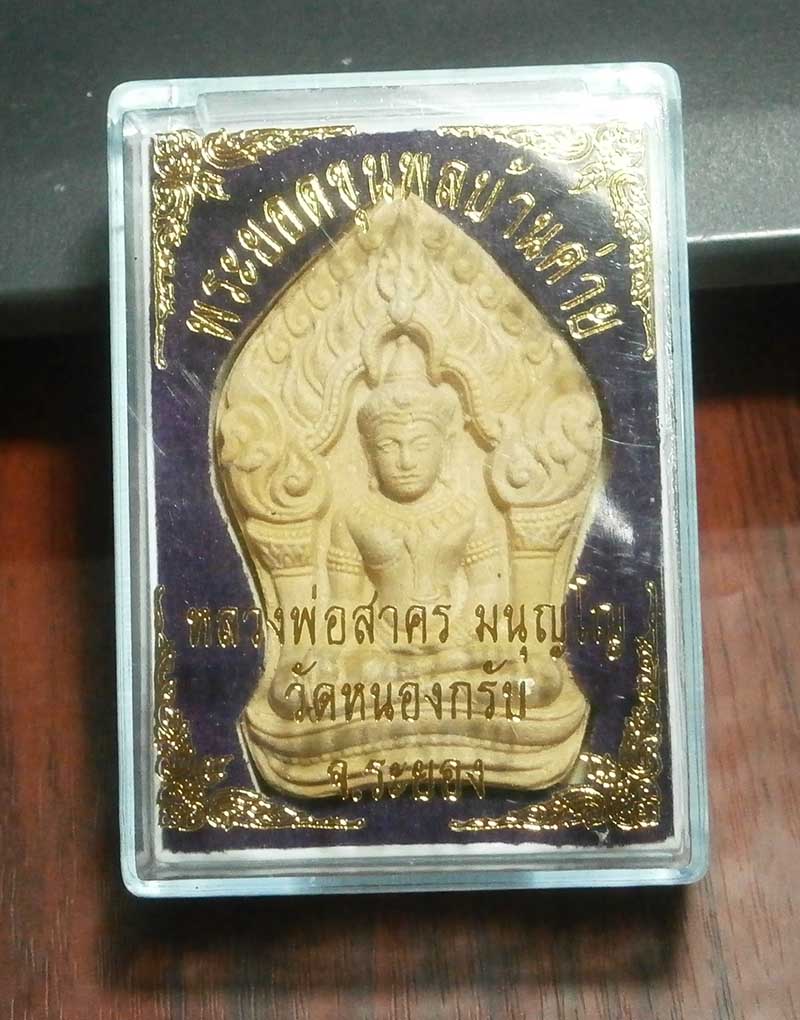 พระยอดขุนพลบ้านค่าย
หลวงพ่อสาคร มนุญฺโญ
วัดหนองกรับ
จ.ระยอง